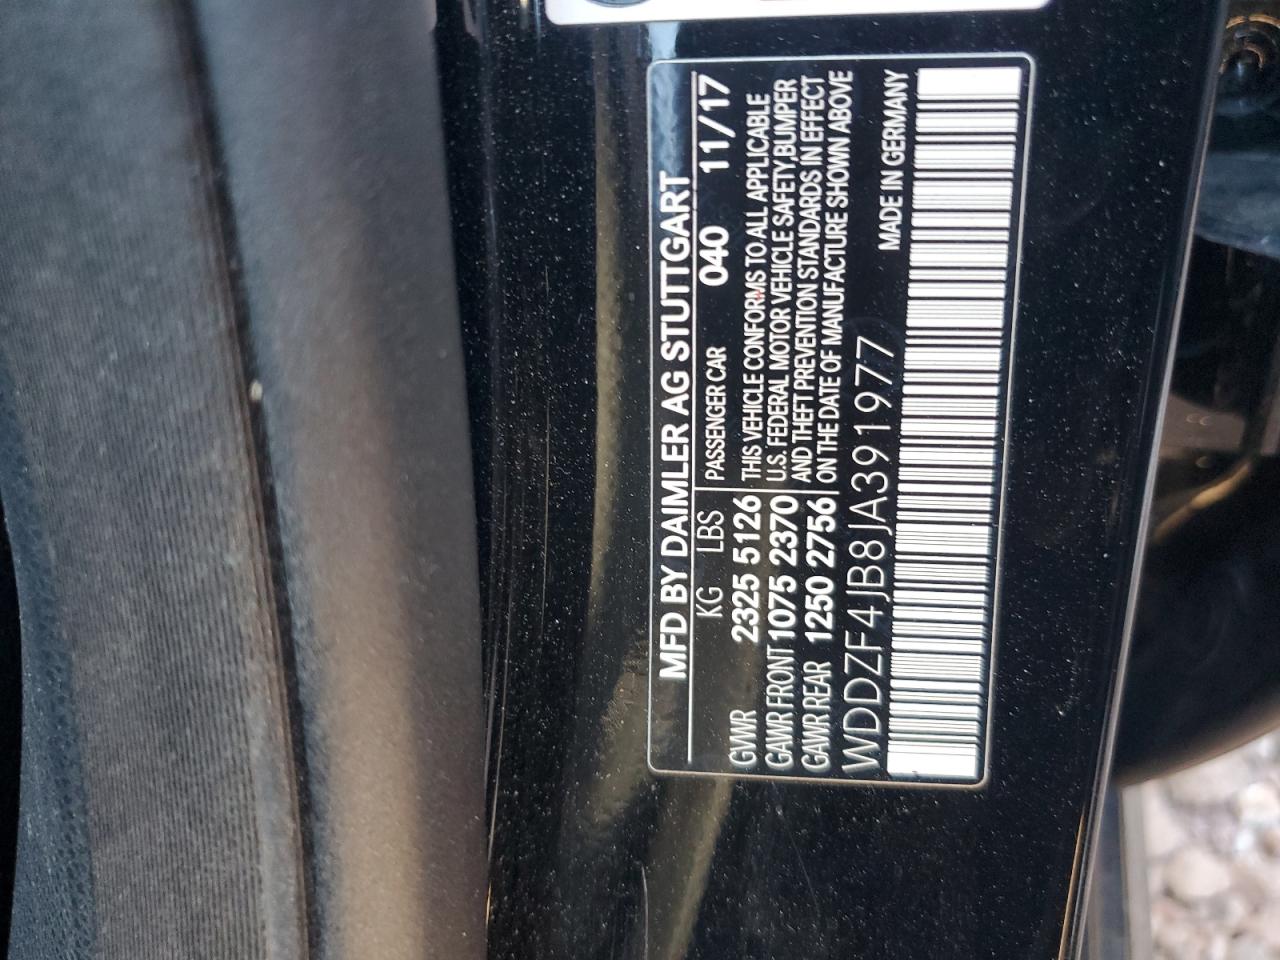 MFD BY DAIMLER AG STUTTGART
KG LBS PASSENGER CAR 040 11/17
GVWR 2325 5126 THIS VEHICLE CONFORMS TO ALL APPLICABLE
GAWR FRONT 1075 2370 U.S. FEDERAL MOTOR VEHICLE SAFETY,BUMPER
GAWR REAR 1250 2756 AND THEFT PREVENTION STANDARDS IN EFFECT
ON THE DATE OF MANUFACTURE SHOWN ABOVE
WDDZF4JB8JA391977
MADE IN GERMANY